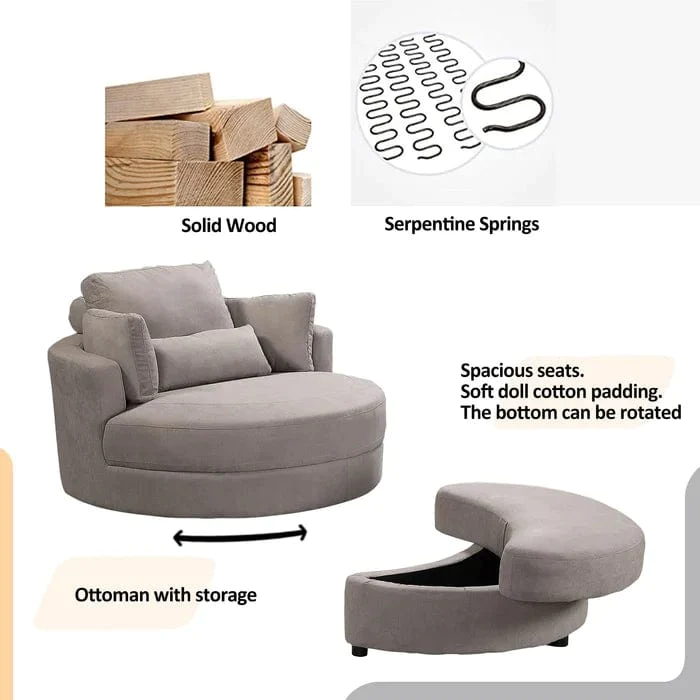 Solid Wood
Serpentine Springs
Spacious seats.
Soft doll cotton padding.
The bottom can be rotated
Ottoman with storage